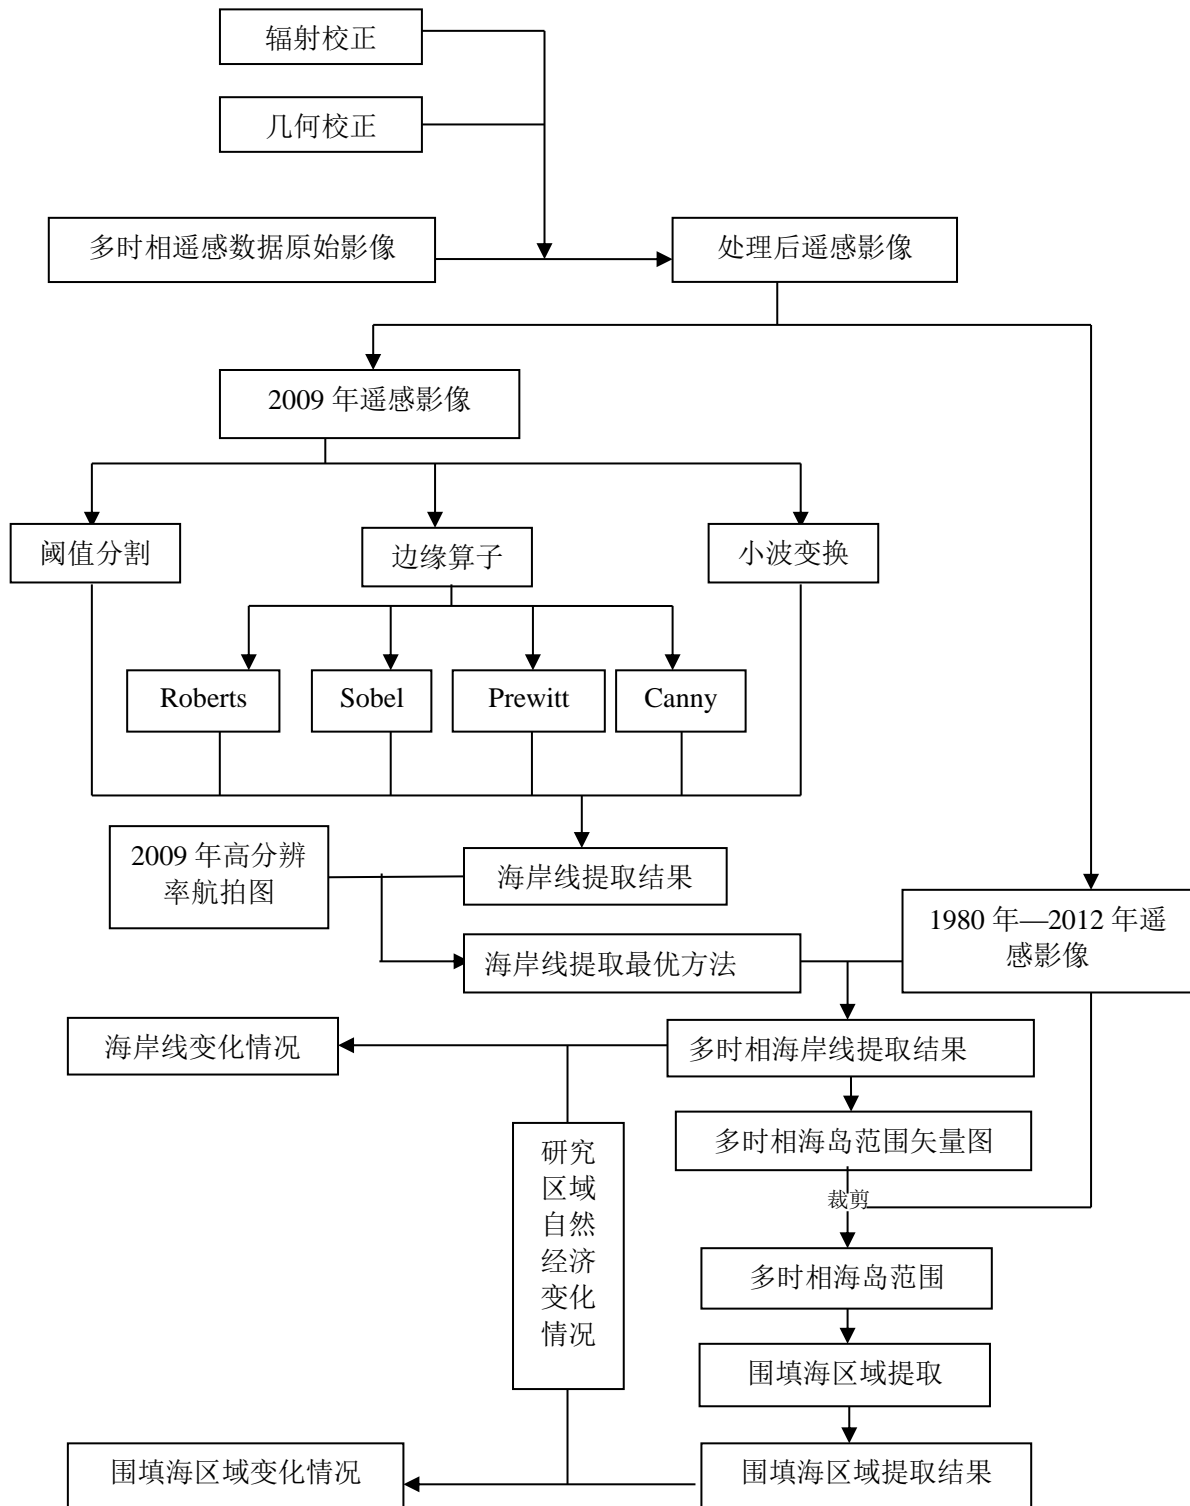 辐射校正
几何校正
多时相遥感数据原始影像
处理后遥感影像
2009 年遥感影像
阈值分割
边缘算子
小波变换
Roberts
Sobel
Prewitt
Canny
2009 年高分辨
率航拍图
海岸线提取结果
1980 年—2012 年遥
感影像
海岸线提取最优方法
海岸线变化情况
多时相海岸线提取结果
多时相海岛范围矢量图
研究
区域
自然
经济
变化
情况
裁剪
多时相海岛范围
围填海区域提取
围填海区域变化情况
围填海区域提取结果